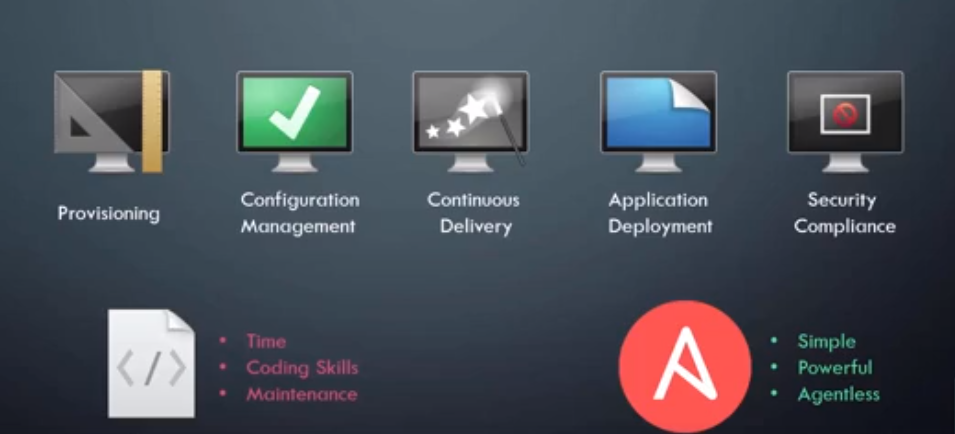 Provisioning
Configuration
Management
Continuous
Delivery
Application
Deployment
Security
Compliance
</>
• Time
• Coding Skills
• Maintenance
• Simple
• Powerful
• Agentless